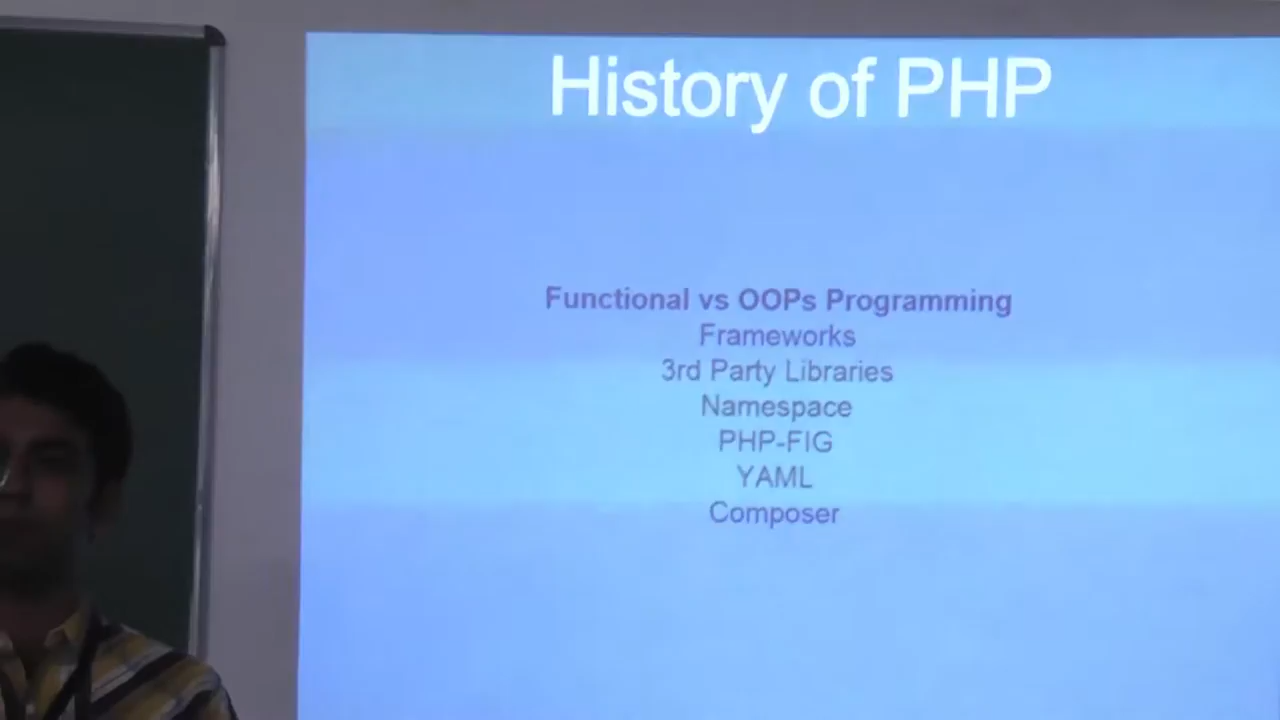 History of PHP
Functional vs OOPs Programming
Frameworks
3rd Party Libraries
Namespace
PHP-FIG
YAML
Composer